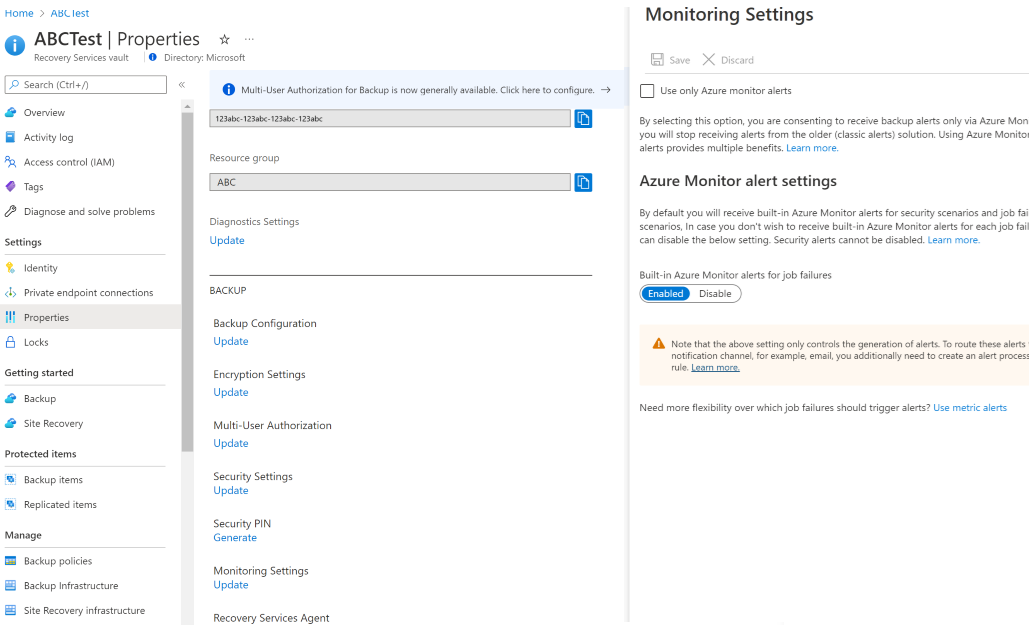 Home > ABCTest
ABCTest | Properties ☆ ...
Recovery Services vault
Directory: Microsoft
Search (Ctrl+/)
«
Overview
Activity log
Access control (IAM)
Tags
Diagnose and solve problems
Settings
Identity
Private endpoint connections
Properties
Locks
Getting started
Backup
Site Recovery
Protected items
Backup items
Replicated items
Manage
Backup policies
Backup Infrastructure
Site Recovery infrastructure
Multi-User Authorization for Backup is now generally available. Click here to configure. →
123abc-123abc-123abc-123abc
Resource group
ABC
Diagnostics Settings
Update
BACKUP
Backup Configuration
Update
Encryption Settings
Update
Multi-User Authorization
Update
Security Settings
Update
Security PIN
Generate
Monitoring Settings
Update
Recovery Services Agent
Monitoring Settings
Save
Discard
Use only Azure monitor alerts
By selecting this option, you are consenting to receive backup alerts only via Azure Mon
you will stop receiving alerts from the older (classic alerts) solution. Using Azure Monitor
alerts provides multiple benefits. Learn more.
Azure Monitor alert settings
By default you will receive built-in Azure Monitor alerts for security scenarios and job fai
scenarios, In case you don't wish to receive built-in Azure Monitor alerts for each job fail
can disable the below setting. Security alerts cannot be disabled. Learn more.
Built-in Azure Monitor alerts for job failures
Enabled Disable
Note that the above setting only controls the generation of alerts. To route these alerts
notification channel, for example, email, you additionally need to create an alert process
rule. Learn more.
Need more flexibility over which job failures should trigger alerts? Use metric alerts